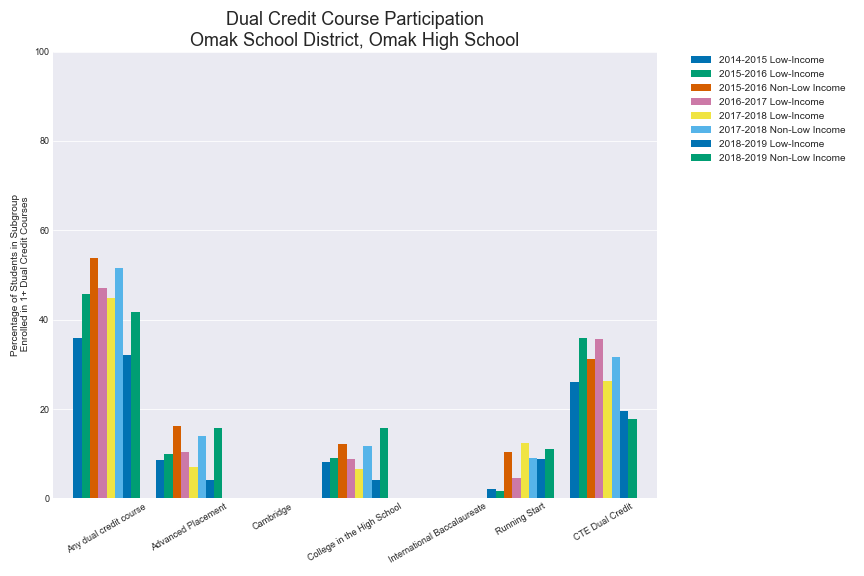 Dual Credit Course Participation
Omak School District, Omak High School
100
80
60
40
20
0
Percentage of Students in Subgroup
Enrolled in 1+ Dual Credit Courses
Any dual credit course
Advanced Placement
Cambridge
College in the High School
International Baccalaureate
Running Start
CTE Dual Credit
2014-2015 Low-Income
2015-2016 Low-Income
2015-2016 Non-Low Income
2016-2017 Low-Income
2017-2018 Low-Income
2017-2018 Non-Low Income
2018-2019 Low-Income
2018-2019 Non-Low Income